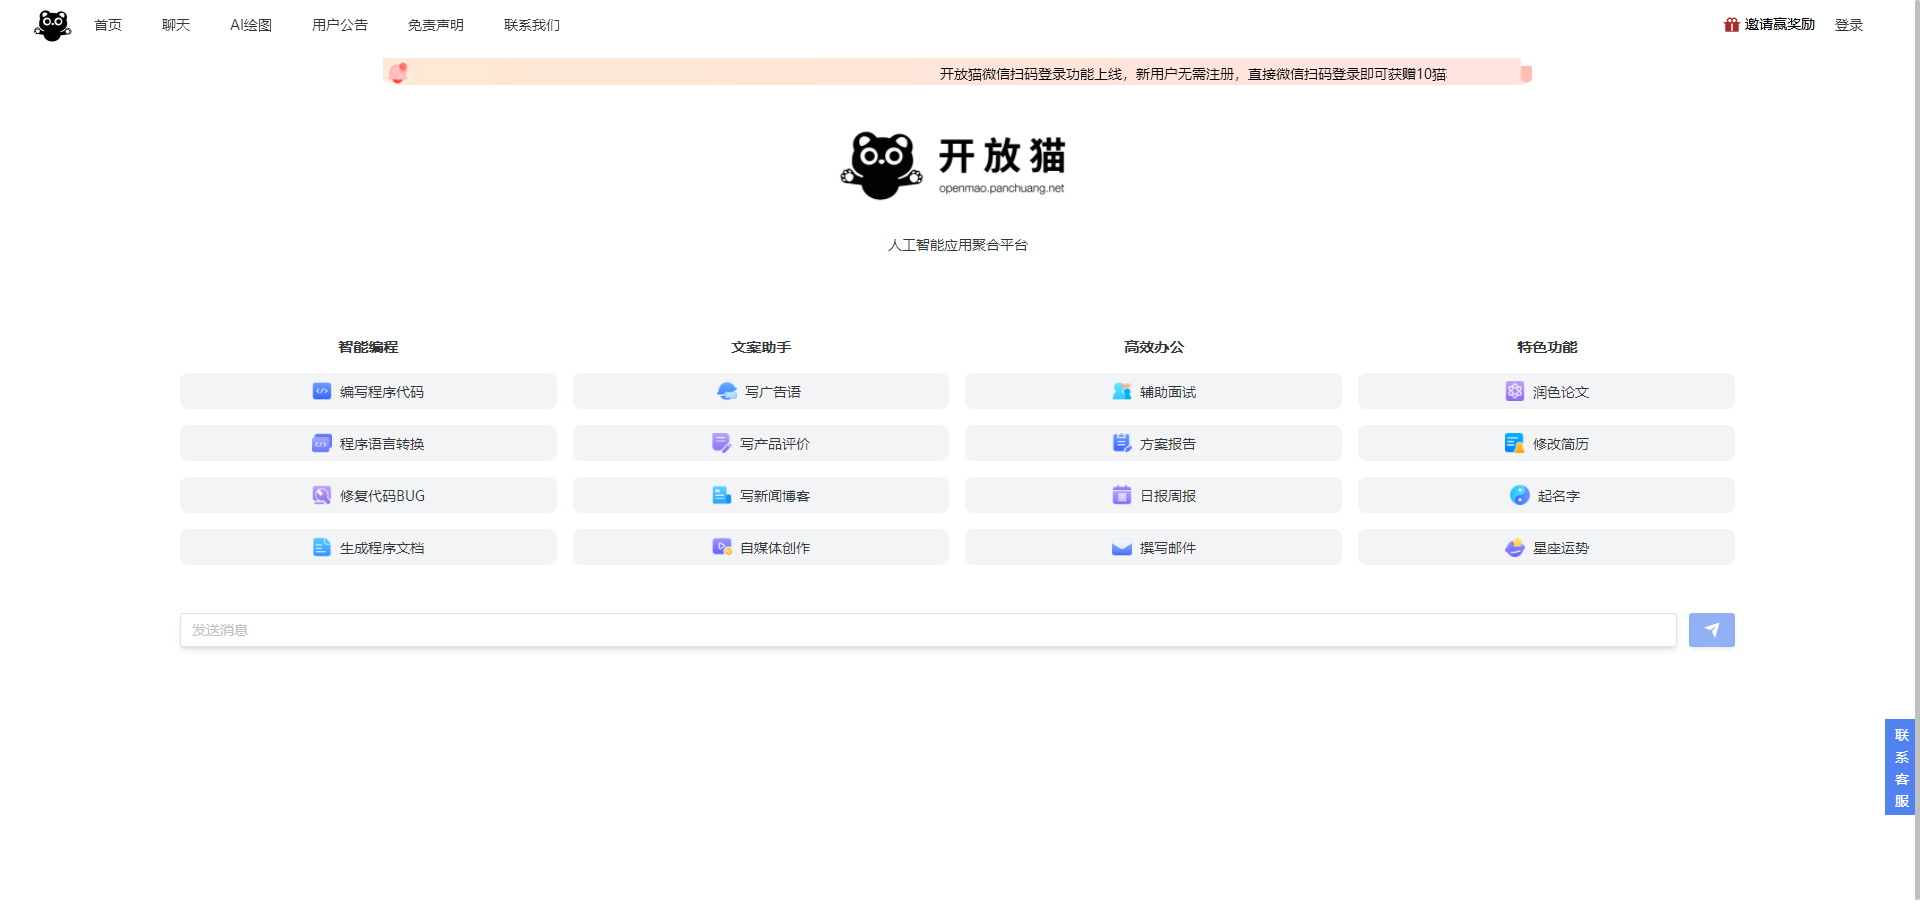 首页 聊天 AI绘图 用户公告 免责声明 联系我们 邀请赢奖励 登录
开放猫微信扫码登录功能上线，新用户无需注册，直接微信扫码登录即可获赠10猫
开放猫
openmao.panchuang.net
人工智能应用聚合平台
智能编程 文案助手 高效办公 特色功能
编写程序代码 写广告语 辅助面试 润色论文
程序语言转换 写产品评价 方案报告 修改简历
修复代码BUG 写新闻博客 日报周报 起名字
生成程序文档 自媒体创作 撰写邮件 星座运势
发送消息
联系客服